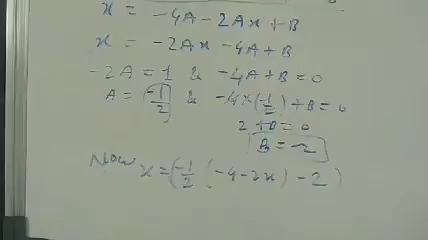 x = -4A - 2Ax + B
x = -2Ax - 4A + B
-2A = 1 & -4A + B = 0
A = (-1/2) & -4×(-1/2) + B = 0
2 + B = 0
B = -2
Now x = (-1/2 (-4 - 2x) - 2)